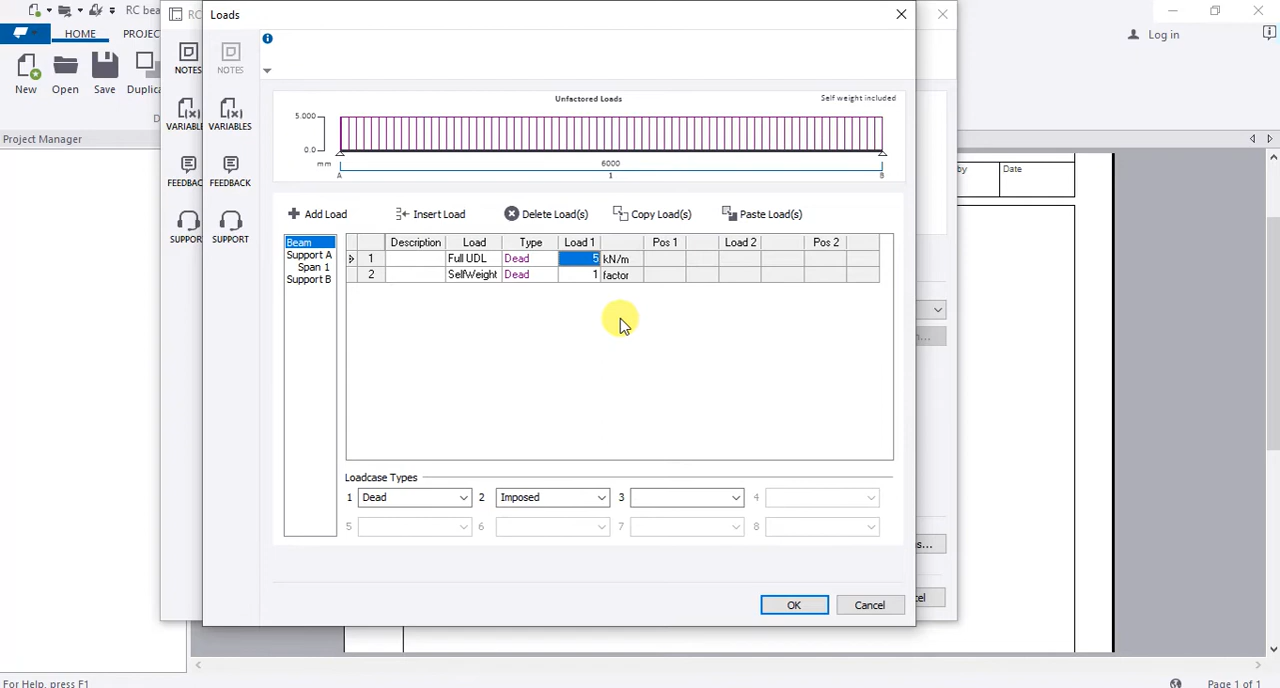 RC bea
RC
Loads
HOME
PROJEC
Log in
New
Open
Save
Duplica
NOTES
NOTES
VARIABLE
VARIABLES
FEEDBAC
FEEDBACK
SUPPOR
SUPPORT
Project Manager
Unfactored Loads
Self weight included
5.000
0.0
mm
6000
A
1
B
by
Date
Add Load
Insert Load
Delete Load(s)
Copy Load(s)
Paste Load(s)
Beam
Support A
Span 1
Support B
Description Load Type Load 1 Pos 1 Load 2 Pos 2
1 Full UDL Dead 5 kN/m
2 SelfWeight Dead 1 factor
Loadcase Types
1 Dead 2 Imposed 3 4
5 6 7 8
n...
s...
OK
Cancel
cel
For Help, press F1
Page 1 of 1